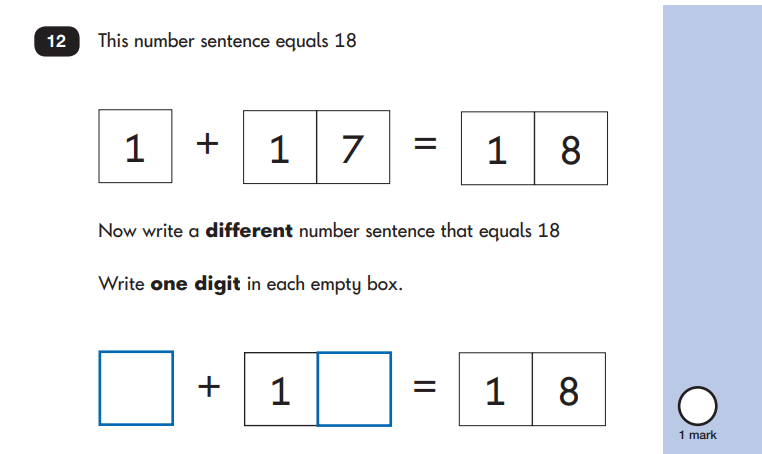 12 This number sentence equals 18
1 + 1 7 = 1 8
Now write a different number sentence that equals 18
Write one digit in each empty box.
+ 1 = 1 8
1 mark